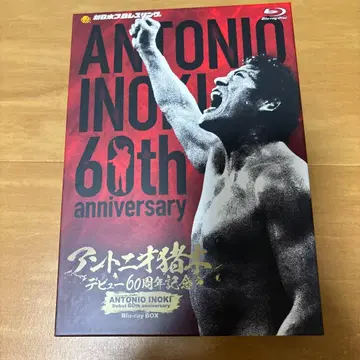 新日本プロレスリング
Blu-ray Disc
ANTONIO
INOKI
60th
anniversary
アントニオ猪木
デビュー60周年記念
ANTONIO INOKI
Debut 60th anniversary
Blu-ray BOX